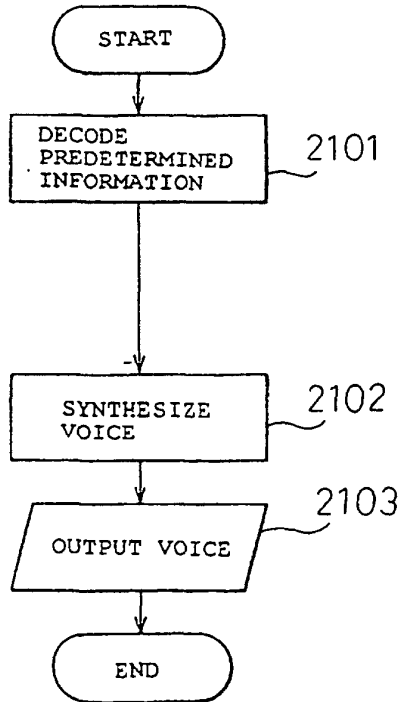 START
DECODE
PREDETERMINED
INFORMATION
2101
SYNTHESIZE
VOICE
2102
OUTPUT VOICE
2103
END